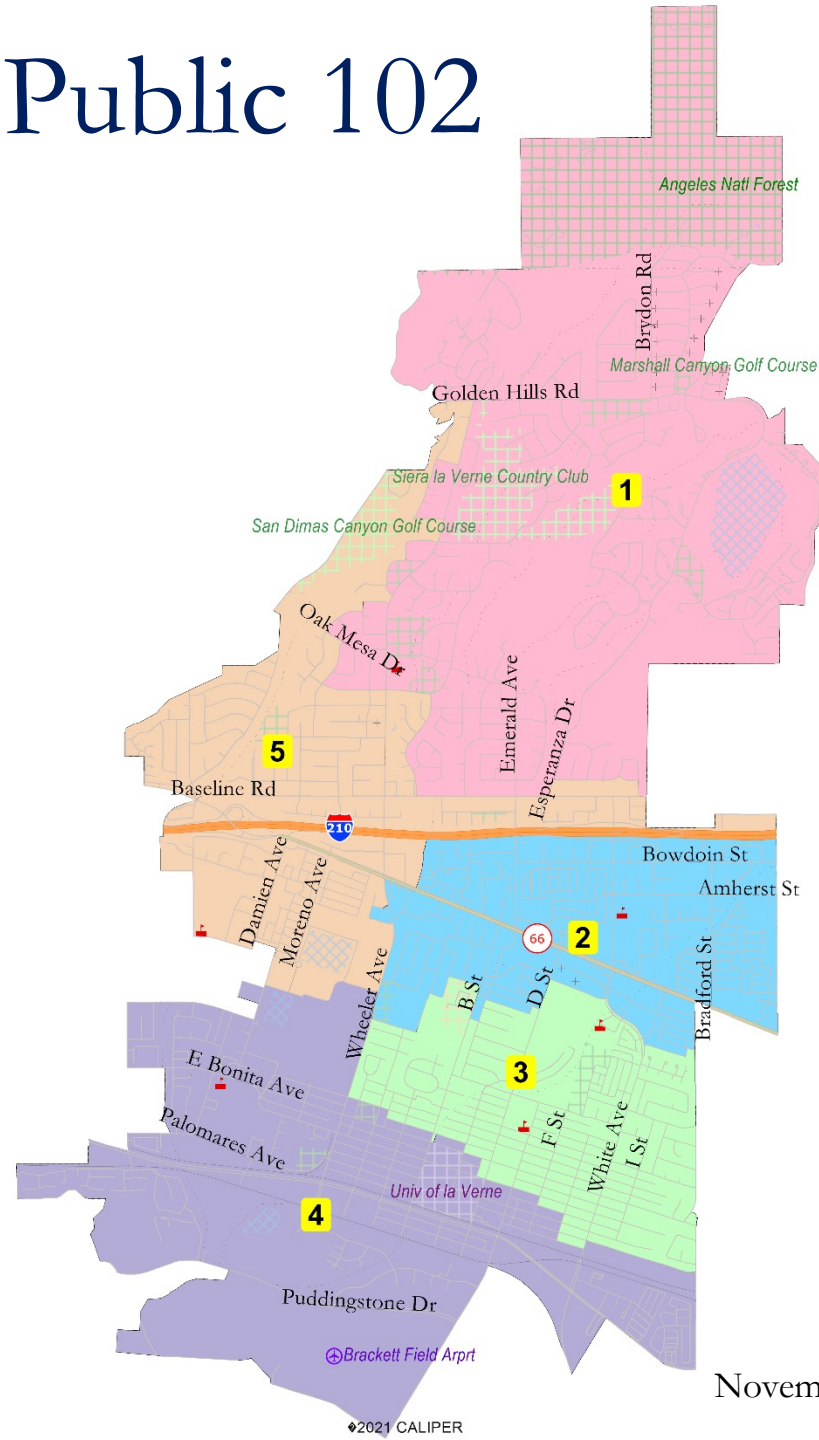 Public 102
Angeles Natl Forest
Brydon Rd
Marshall Canyon Golf Course
Golden Hills Rd
Siera la Verne Country Club
1
San Dimas Canyon Golf Course
Oak Mesa Dr
Emerald Ave
Esperanza Dr
5
Baseline Rd
210
Bowdoin St
Amherst St
Damien Ave
Moreno Ave
66
2
Bradford St
Wheeler Ave
B St
D St
3
E Bonita Ave
F St
White Ave
I St
Palomares Ave
Univ of la Verne
4
Puddingstone Dr
Brackett Field Arprt
Novem
�2021 CALIPER